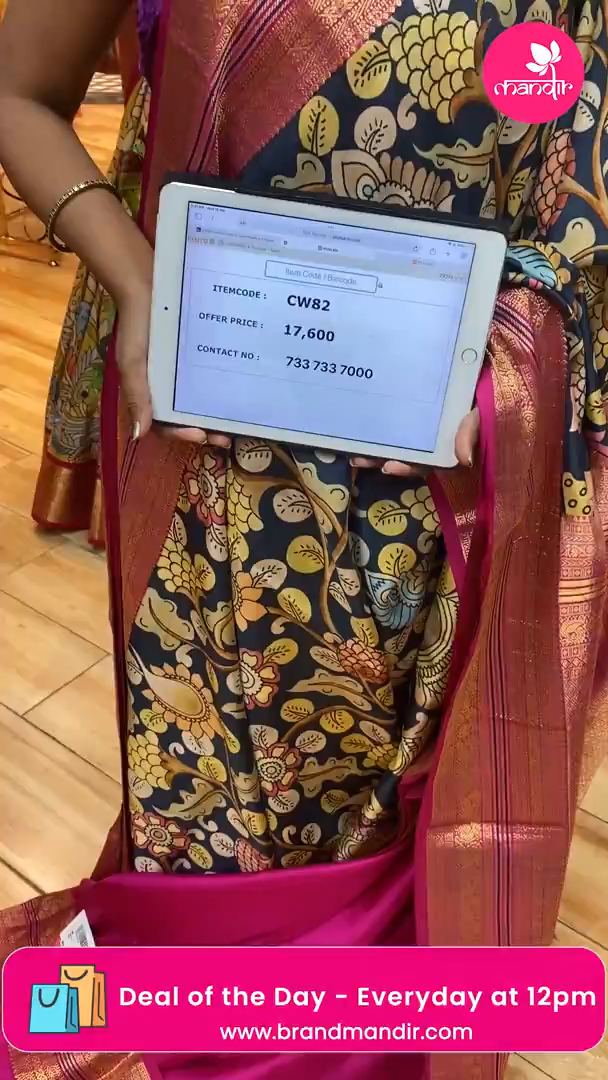 mandir
Item Code / Barcode
ITEMCODE : CW82
OFFER PRICE : 17,600
CONTACT NO : 733 733 7000
Deal of the Day - Everyday at 12pm
www.brandmandir.com